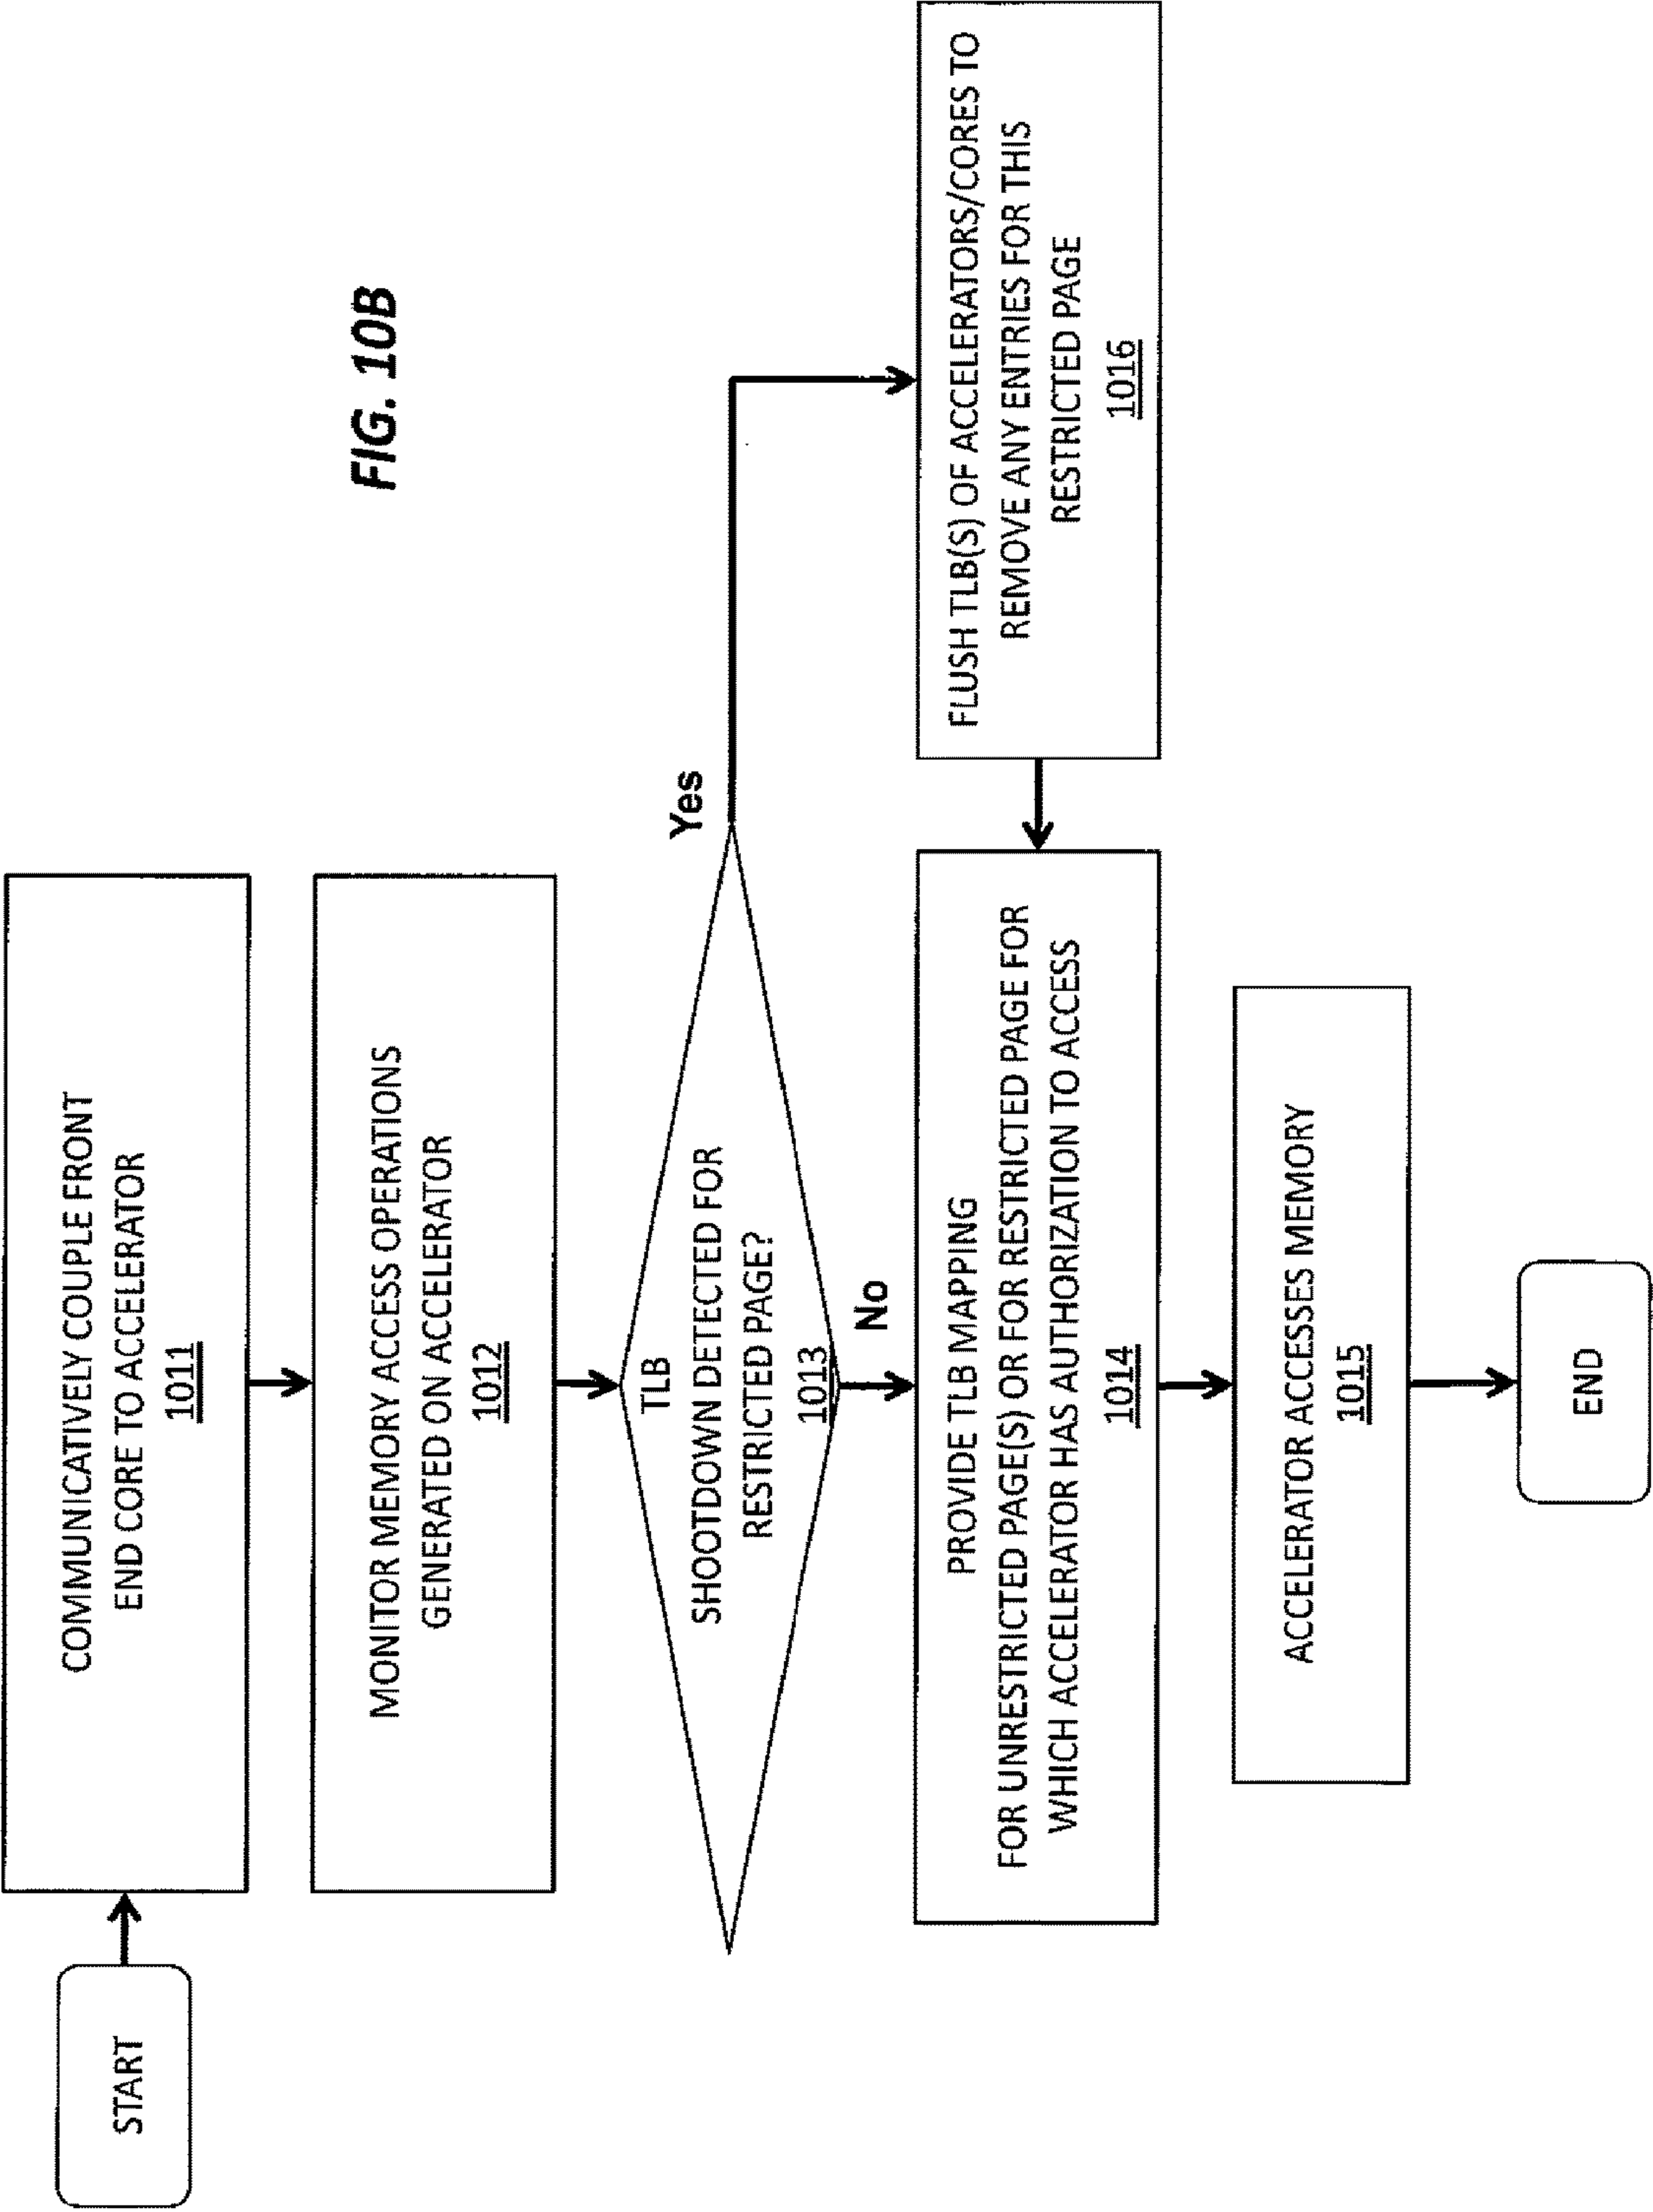 START
COMMUNICATIVELY COUPLE FRONT
END CORE TO ACCELERATOR
1011
MONITOR MEMORY ACCESS OPERATIONS
GENERATED ON ACCELERATOR
1012
TLB
SHOOTDOWN DETECTED FOR
RESTRICTED PAGE?
1013
Yes
No
FLUSH TLB(S) OF ACCELERATORS/CORES TO
REMOVE ANY ENTRIES FOR THIS
RESTRICTED PAGE
1016
PROVIDE TLB MAPPING
FOR UNRESTRICTED PAGE(S) OR FOR RESTRICTED PAGE FOR
WHICH ACCELERATOR HAS AUTHORIZATION TO ACCESS
1014
ACCELERATOR ACCESSES MEMORY
1015
END
FIG. 10B